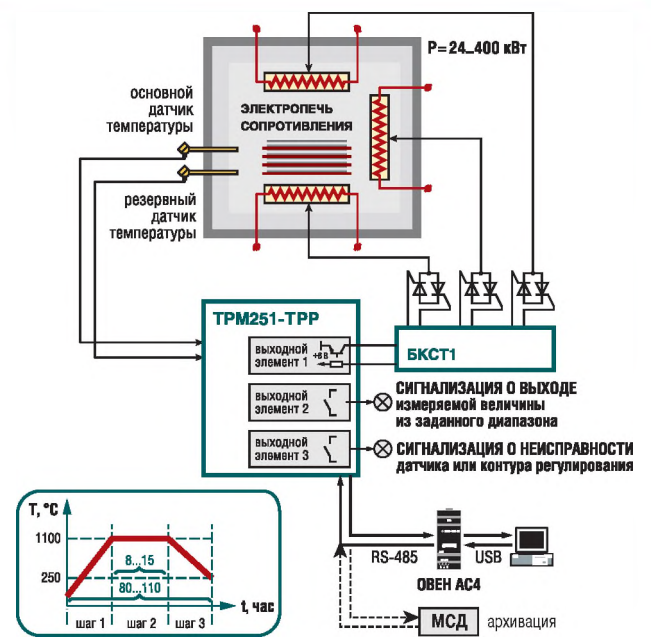 P=24...400 кВт
основной
датчик
температуры
ЭЛЕКТРОПЕЧЬ
СОПРОТИВЛЕНИЯ
резервный
датчик
температуры
ТРМ251-ТРР
выходной
элемент 1
+8 В
БКСТ1
выходной
элемент 2
СИГНАЛИЗАЦИЯ О ВЫХОДЕ
измеряемой величины
из заданного диапазона
выходной
элемент 3
СИГНАЛИЗАЦИЯ О НЕИСПРАВНОСТИ
датчика или контура регулирования
T, °C
1100
250
8...15
80...110
t, час
шаг 1
шаг 2
шаг 3
RS-485
USB
ОВЕН АС4
МСД
архивация